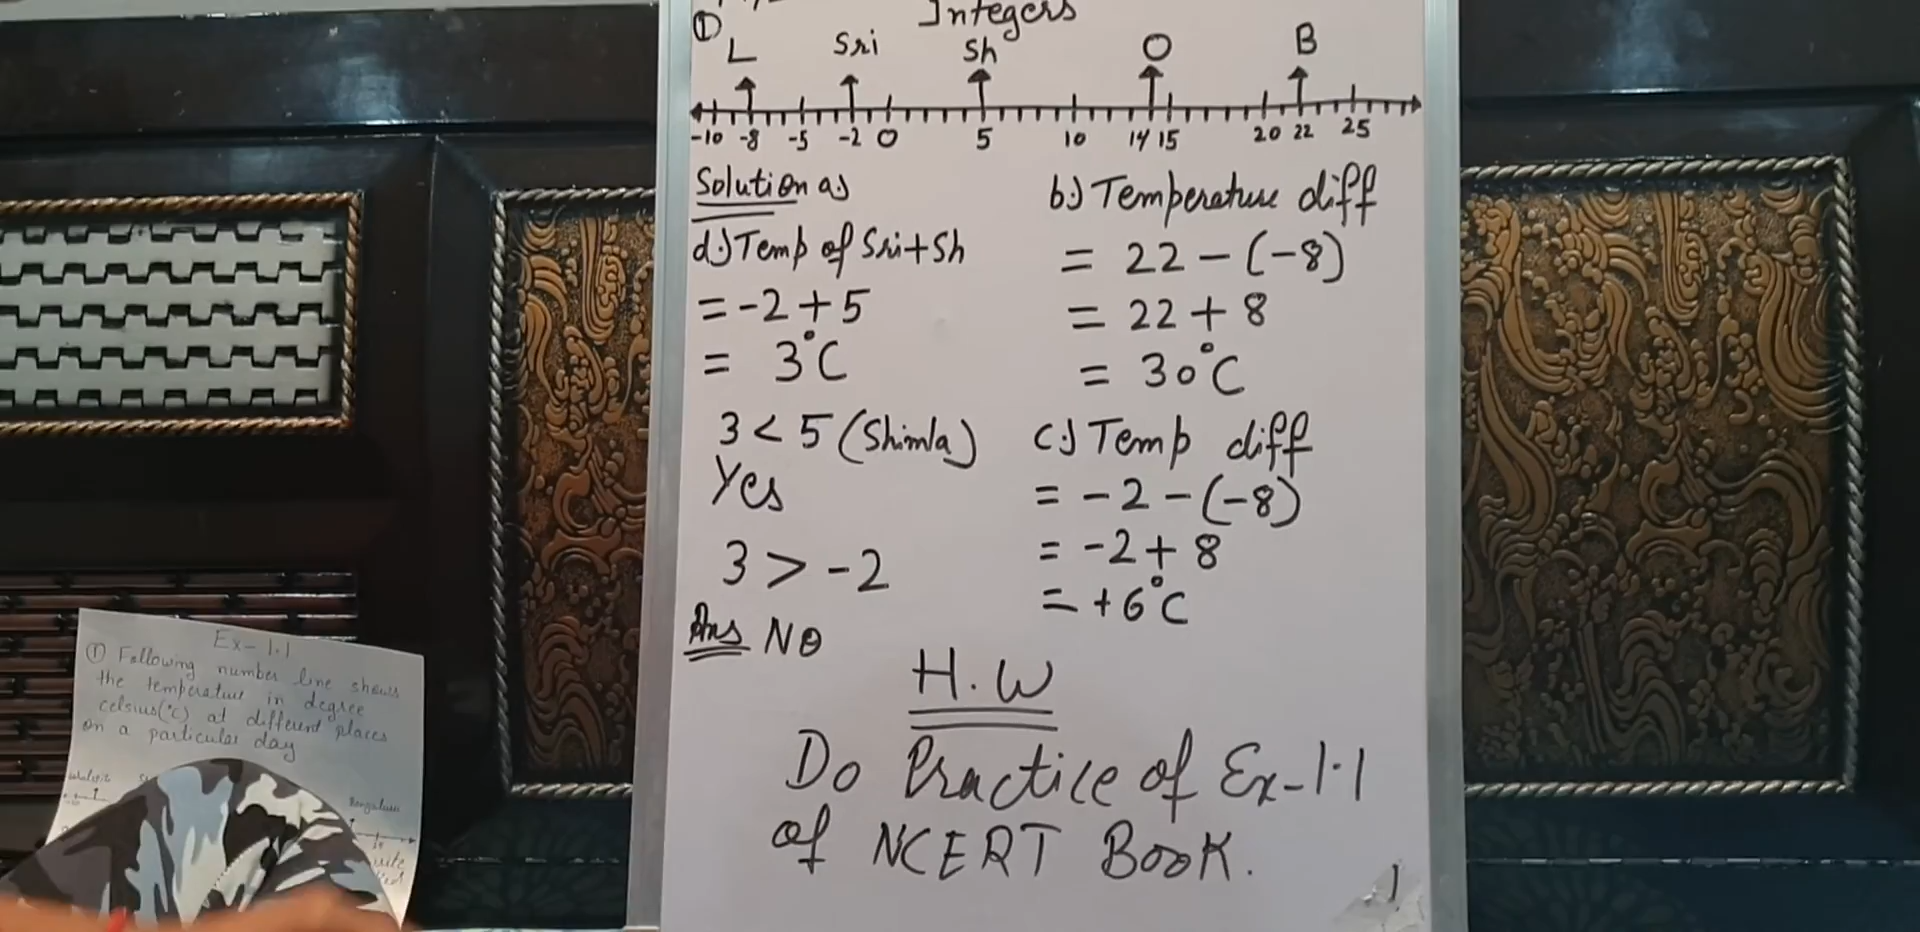 Integers
①
L Sri Sh O B
-10 -8 -5 -2 0 5 10 14 15 20 22 25
Solution a)
d.) Temp of Sri+Sh
= -2 + 5
= 3°C
3 < 5 (Shimla)
Yes
3 > -2
Ans NO
b.) Temperature diff
= 22 - (-8)
= 22 + 8
= 30°C
c.) Temp diff
= -2 - (-8)
= -2 + 8
= +6°C
H.W
Do Practice of Ex-1.1
of NCERT Book.
Ex-1.1
① Following number line shows
the temperature in degree
celsius(°C) at different places
on a particular day